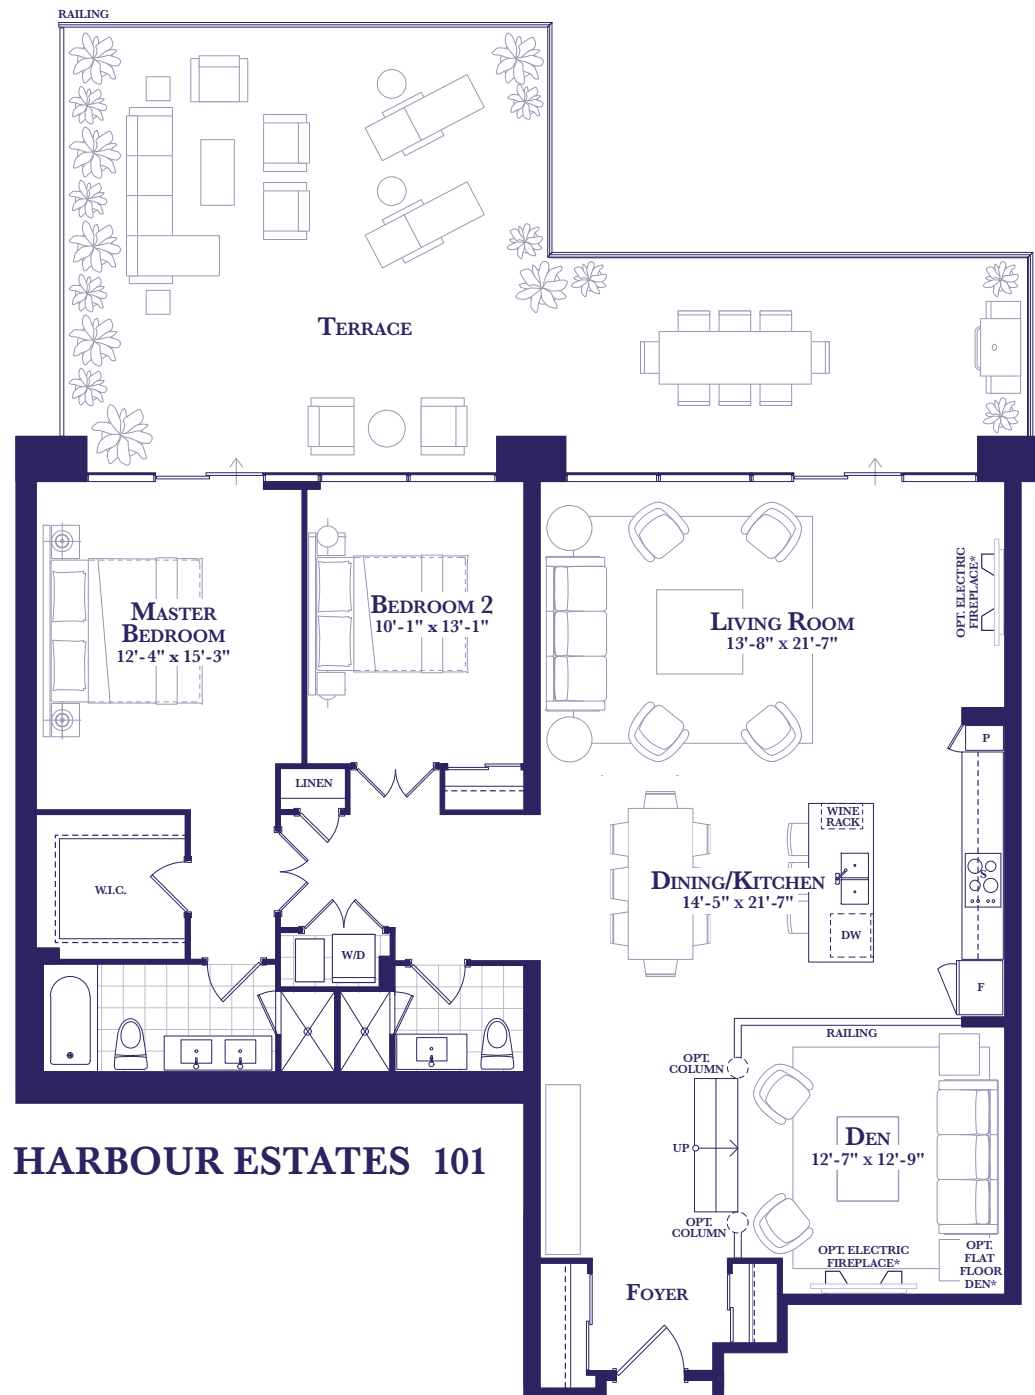 RAILING
TERRACE
MASTER
BEDROOM
12'-4" x 15'-3"
BEDROOM 2
10'-1" x 13'-1"
LIVING ROOM
13'-8" x 21'-7"
OPT. ELECTRIC
FIREPLACE*
P
LINEN
WINE
RACK
W.I.C.
DINING/KITCHEN
14'-5" x 21'-7"
S
DW
W/D
F
RAILING
OPT.
COLUMN
UP
DEN
12'-7" x 12'-9"
HARBOUR ESTATES 101
OPT.
COLUMN
OPT. ELECTRIC
FIREPLACE*
OPT.
FLAT
FLOOR
DEN*
FOYER